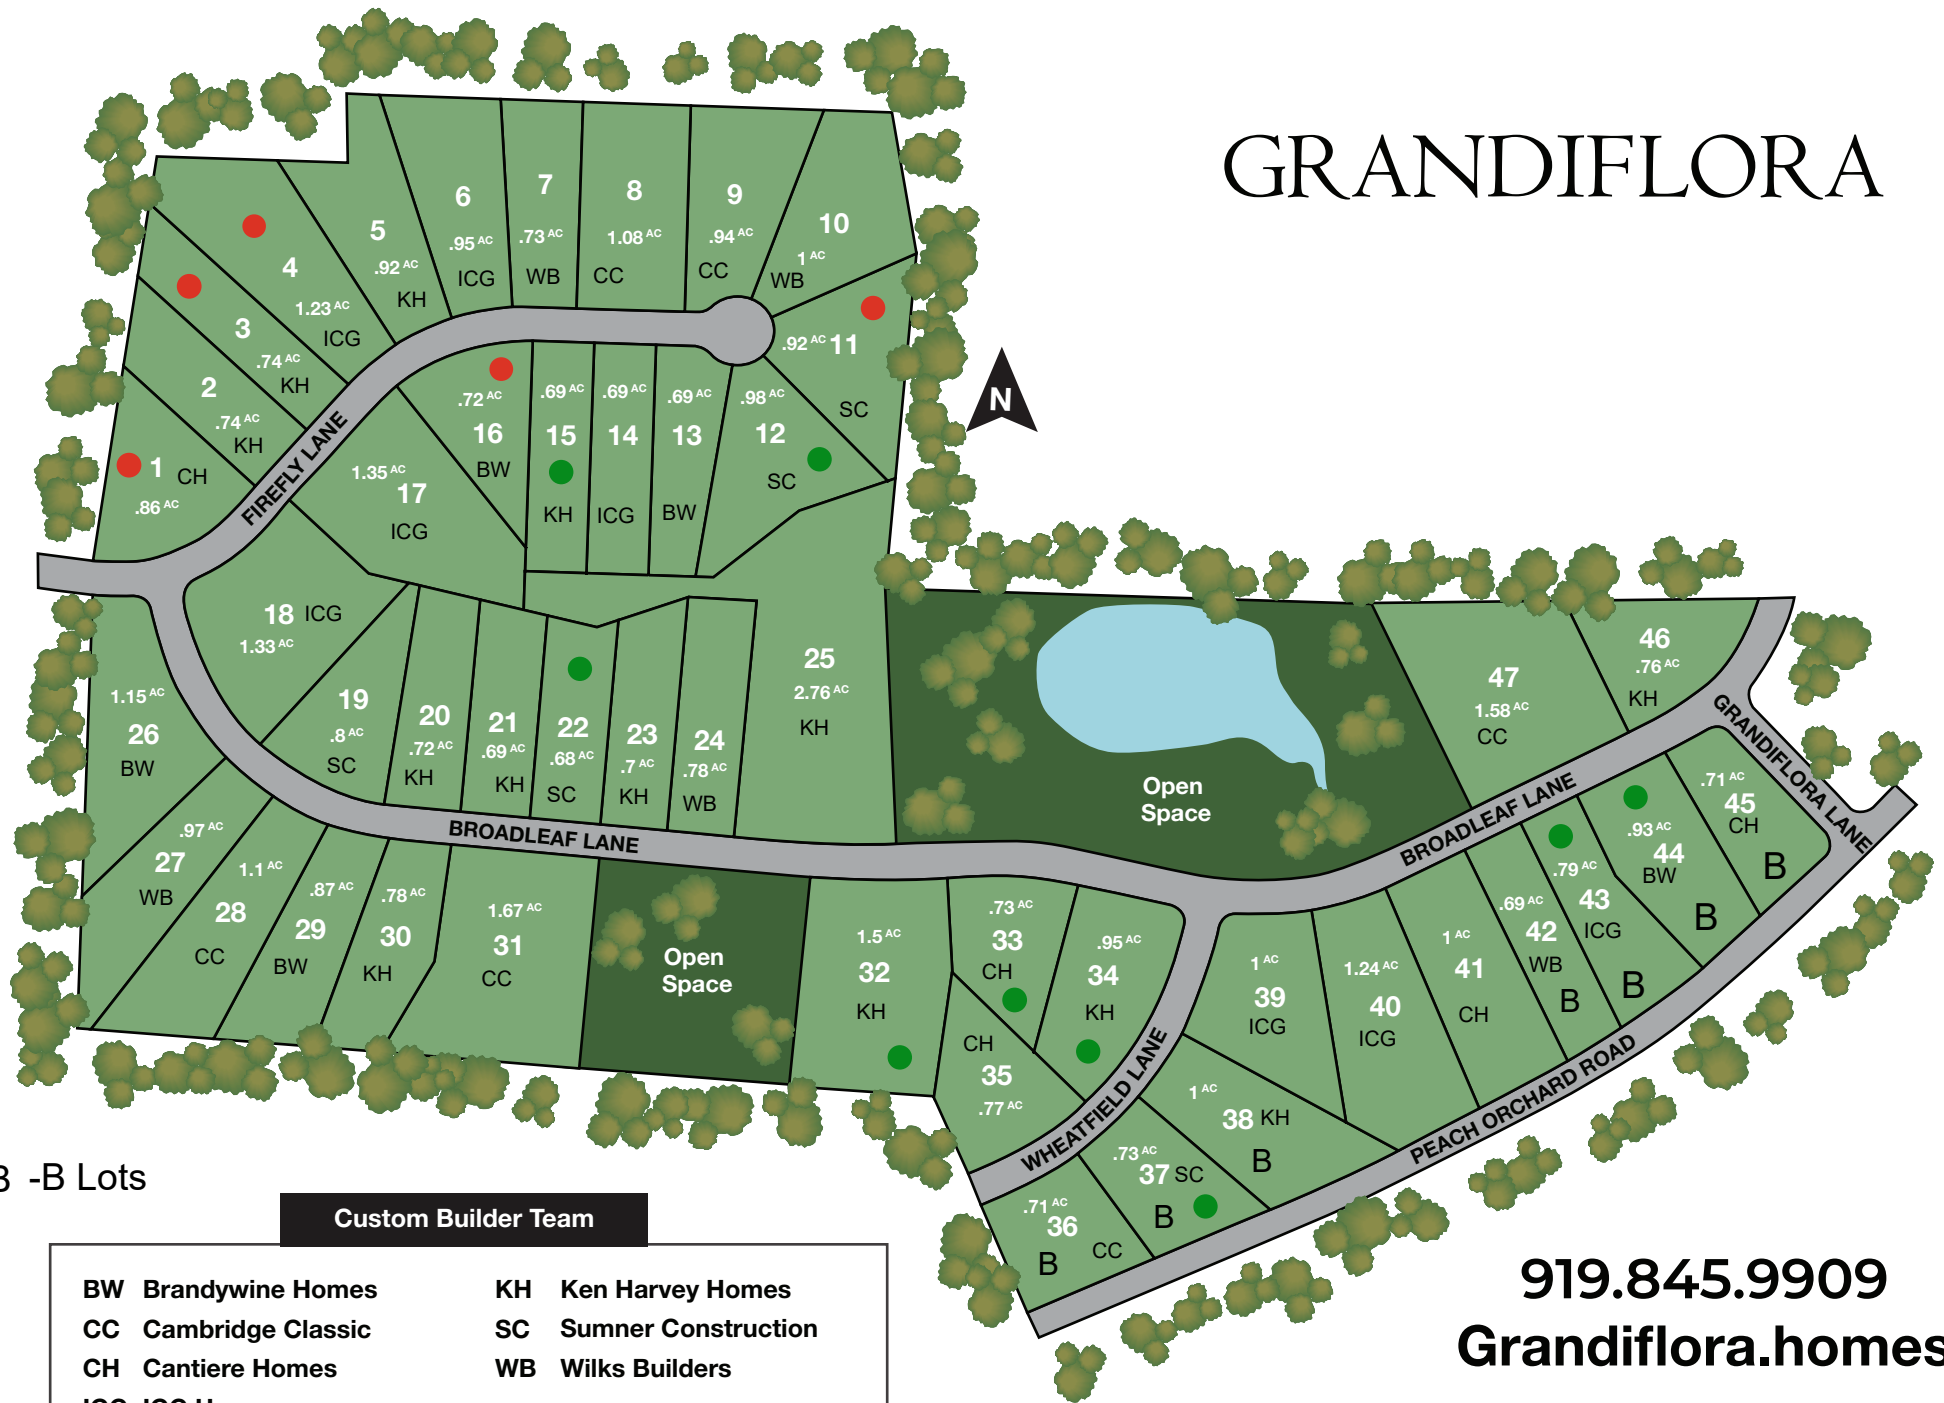 GRANDIFLORA
6
.95 AC
ICG
7
.73 AC
WB
8
1.08 AC
CC
9
.94 AC
CC
10
1 AC
WB
5
.92 AC
KH
4
1.23 AC
ICG
3
.74 AC
KH
2
.74 AC
KH
1 CH
.86 AC
FIREFLY LANE
.92 AC 11
SC
N
.72 AC
16
BW
.69 AC
15
KH
.69 AC
14
ICG
.69 AC
13
BW
.98 AC
12
SC
1.35 AC
17
ICG
18 ICG
1.33 AC
19
.8 AC
SC
20
.72 AC
KH
21
.69 AC
KH
22
.68 AC
SC
23
.7 AC
KH
24
.78 AC
WB
25
2.76 AC
KH
1.15 AC
26
BW
.97 AC
27
WB
1.1 AC
28
CC
.87 AC
29
BW
.78 AC
30
KH
1.67 AC
31
CC
BROADLEAF LANE
Open
Space
Open
Space
47
1.58 AC
CC
46
.76 AC
KH
GRANDIFLORA LANE
BROADLEAF LANE
.71 AC
45
CH
B
.93 AC
44
BW
B
.79 AC
43
ICG
B
.69 AC
42
WB
B
1 AC
41
CH
1.24 AC
40
ICG
1 AC
39
ICG
1.5 AC
32
KH
.73 AC
33
CH
.95 AC
34
KH
CH
35
.77 AC
WHEATFIELD LANE
1 AC
38 KH
B
.73 AC
37 SC
B
.71 AC
36
B CC
PEACH ORCHARD ROAD
B -B Lots
Custom Builder Team
BW Brandywine Homes
CC Cambridge Classic
CH Cantiere Homes
KH Ken Harvey Homes
SC Sumner Construction
WB Wilks Builders
919.845.9909
Grandiflora.homes